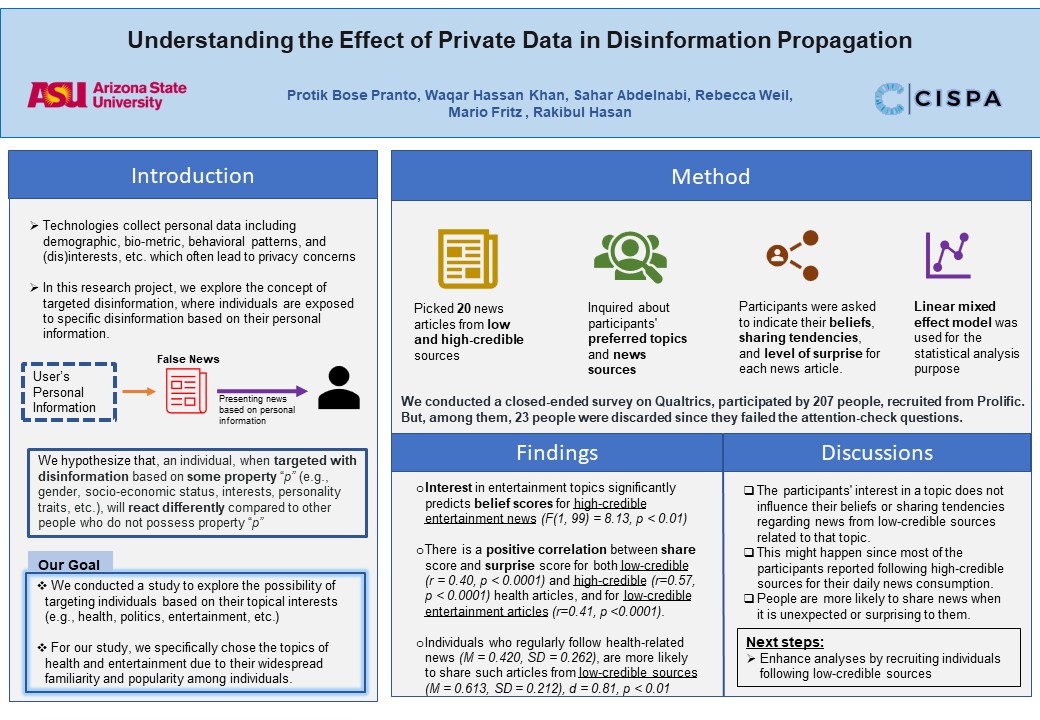 Understanding the Effect of Private Data in Disinformation Propagation
ASU Arizona State
University
Protik Bose Pranto, Waqar Hassan Khan, Sahar Abdelnabi, Rebecca Weil,
Mario Fritz , Rakibul Hasan
CISPA
Introduction
➢ Technologies collect personal data including
demographic, bio-metric, behavioral patterns, and
(dis)interests, etc. which often lead to privacy concerns
➢ In this research project, we explore the concept of
targeted disinformation, where individuals are exposed
to specific disinformation based on their personal
information.
False News
User's
Personal
Information
Presenting news
based on personal
information
We hypothesize that, an individual, when targeted with
disinformation based on some property “p” (e.g.,
gender, socio-economic status, interests, personality
traits, etc.), will react differently compared to other
people who do not possess property “p”
Our Goal
❖ We conducted a study to explore the possibility of
targeting individuals based on their topical interests
(e.g., health, politics, entertainment, etc.)
❖ For our study, we specifically chose the topics of
health and entertainment due to their widespread
familiarity and popularity among individuals.
Method
Picked 20 news
articles from low
and high-credible
sources
Inquired about
participants'
preferred topics
and news
sources
Participants were asked
to indicate their beliefs,
sharing tendencies,
and level of surprise for
each news article.
Linear mixed
effect model was
used for the
statistical analysis
purpose
We conducted a closed-ended survey on Qualtrics, participated by 207 people, recruited from Prolific.
But, among them, 23 people were discarded since they failed the attention-check questions.
Findings
o Interest in entertainment topics significantly
predicts belief scores for high-credible
entertainment news (F(1, 99) = 8.13, p < 0.01)
o There is a positive correlation between share
score and surprise score for both low-credible
(r = 0.40, p < 0.0001) and high-credible (r=0.57,
p < 0.0001) health articles, and for low-credible
entertainment articles (r=0.41, p <0.0001).
o Individuals who regularly follow health-related
news (M = 0.420, SD = 0.262), are more likely
to share such articles from low-credible sources
(M = 0.613, SD = 0.212), d = 0.81, p < 0.01
Discussions
❑ The participants' interest in a topic does not
influence their beliefs or sharing tendencies
regarding news from low-credible sources
related to that topic.
❑ This might happen since most of the
participants reported following high-credible
sources for their daily news consumption.
❑ People are more likely to share news when
it is unexpected or surprising to them.
Next steps:
➢ Enhance analyses by recruiting individuals
following low-credible sources